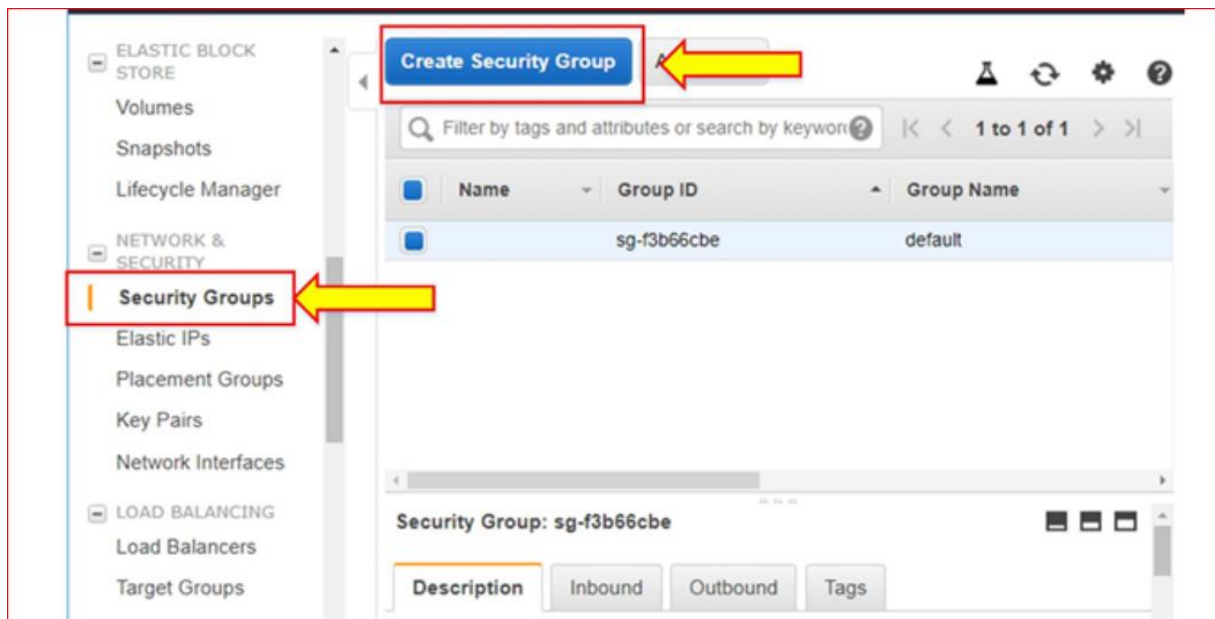 ELASTIC BLOCK
STORE
Volumes
Snapshots
Lifecycle Manager
NETWORK &
SECURITY
Security Groups
Elastic IPs
Placement Groups
Key Pairs
Network Interfaces
LOAD BALANCING
Load Balancers
Target Groups
Create Security Group
Filter by tags and attributes or search by keyword
1 to 1 of 1
Name Group ID Group Name
sg-f3b66cbe default
Security Group: sg-f3b66cbe
Description Inbound Outbound Tags